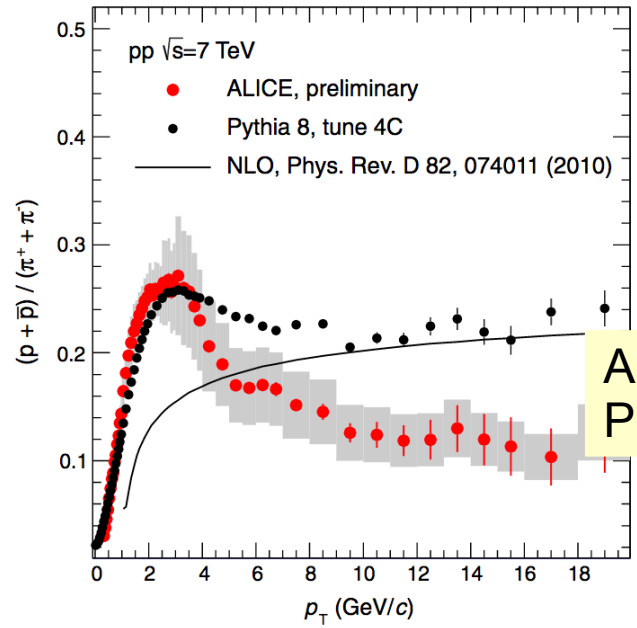 pp √s=7 TeV
ALICE, preliminary
Pythia 8, tune 4C
NLO, Phys. Rev. D 82, 074011 (2010)
0.5
0.4
0.3
0.2
0.1
(p + p̅) / (π⁺ + π⁻)
A
P
0 2 4 6 8 10 12 14 16 18
p_T (GeV/c)